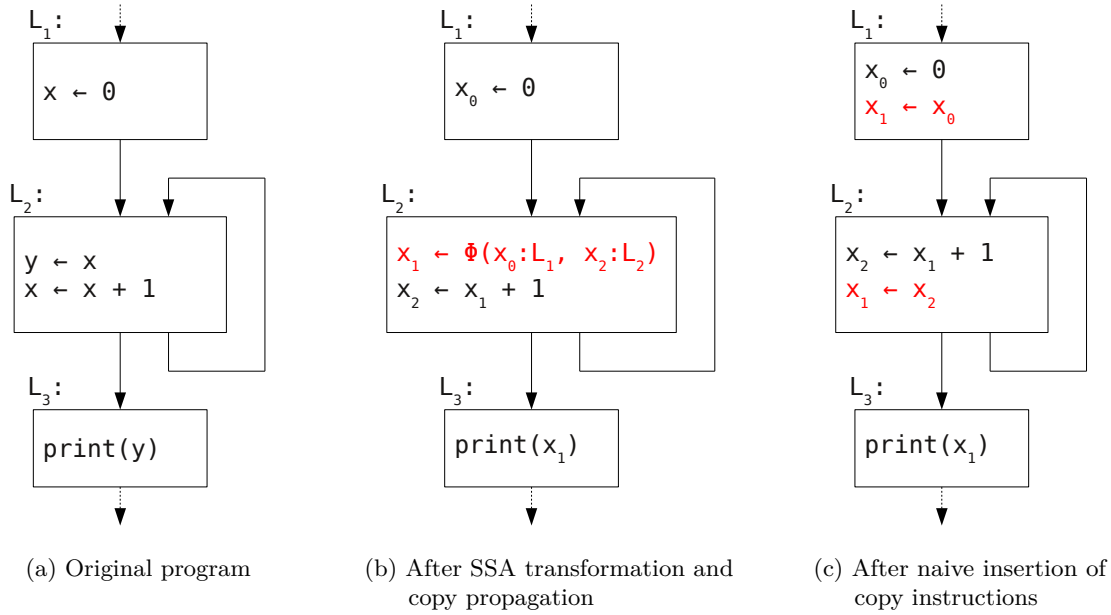 L₁:
x ← 0
L₂:
y ← x
x ← x + 1
L₃:
print(y)
(a) Original program
L₁:
x₀ ← 0
L₂:
x₁ ← Φ(x₀:L₁, x₂:L₂)
x₂ ← x₁ + 1
L₃:
print(x₁)
(b) After SSA transformation and
copy propagation
L₁:
x₀ ← 0
x₁ ← x₀
L₂:
x₂ ← x₁ + 1
x₁ ← x₂
L₃:
print(x₁)
(c) After naive insertion of
copy instructions